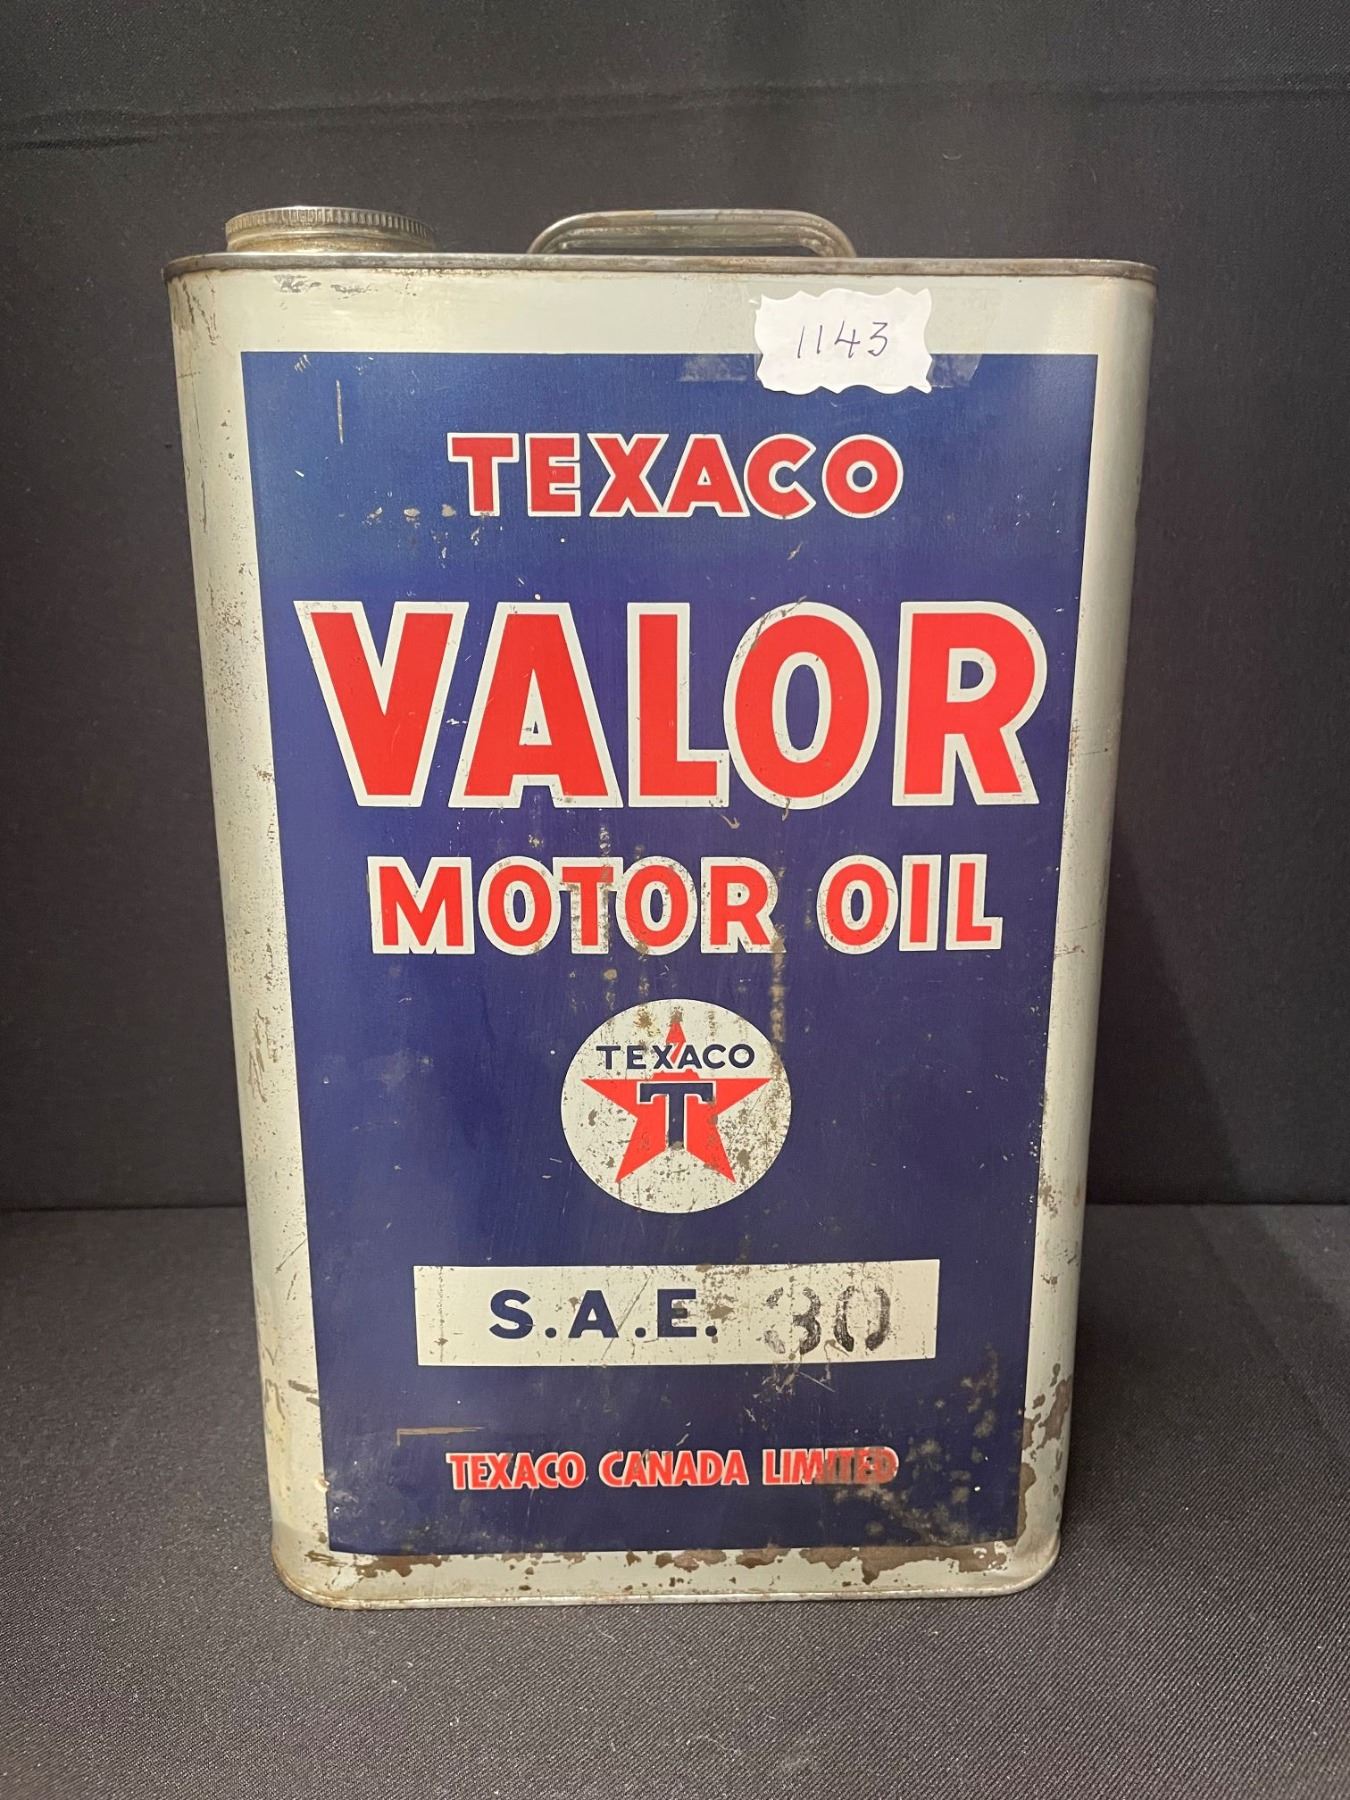 1143
TEXACO
VALOR
MOTOR OIL
TEXACO
T
S.A.E. 30
TEXACO CANADA LIMITED